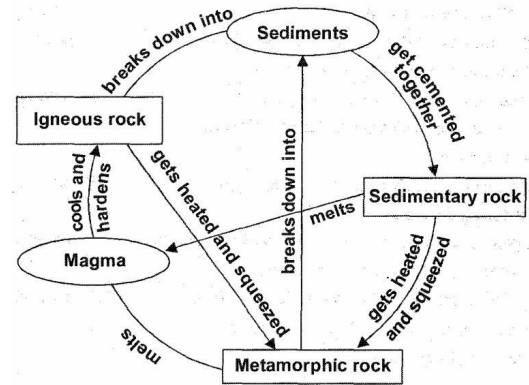 breaks down into
Sediments
get cemented
together
Igneous rock
cools and
hardens
gets heated and squeezed
breaks down into
Sedimentary rock
melts
Magma
gets heated
and squeezed
melts
Metamorphic rock